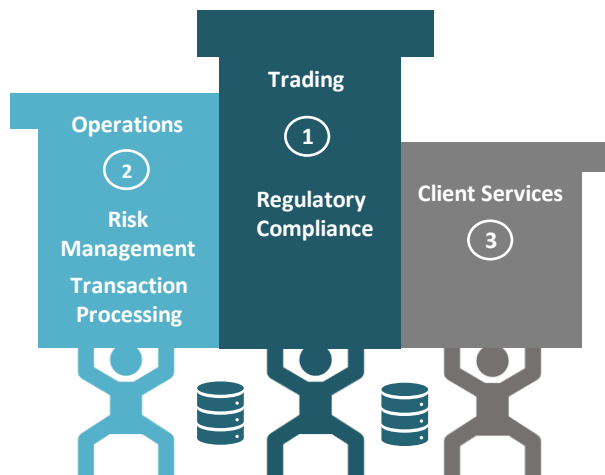 Trading
1
Regulatory
Compliance
Operations
2
Risk
Management
Transaction
Processing
Client Services
3